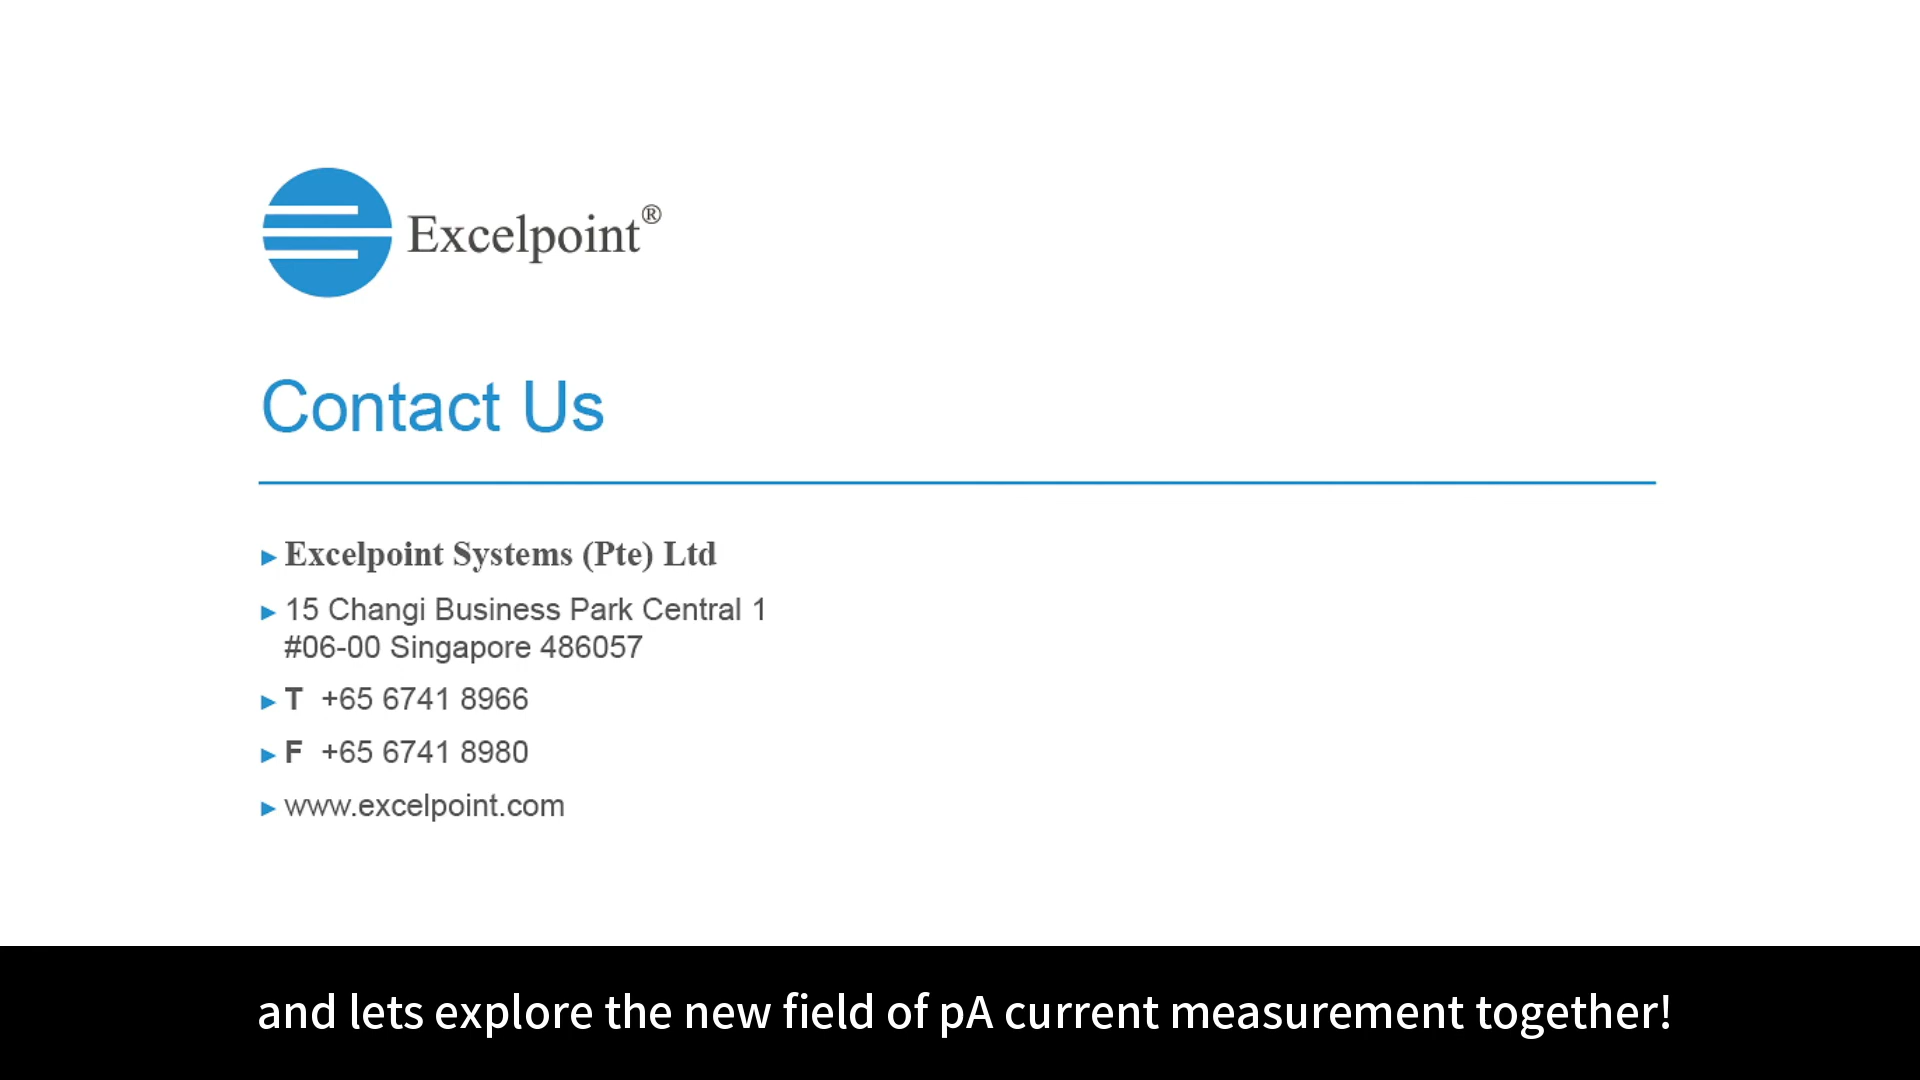 Excelpoint®
Contact Us
► Excelpoint Systems (Pte) Ltd
► 15 Changi Business Park Central 1
#06-00 Singapore 486057
► T +65 6741 8966
► F +65 6741 8980
► www.excelpoint.com
and lets explore the new field of pA current measurement together!